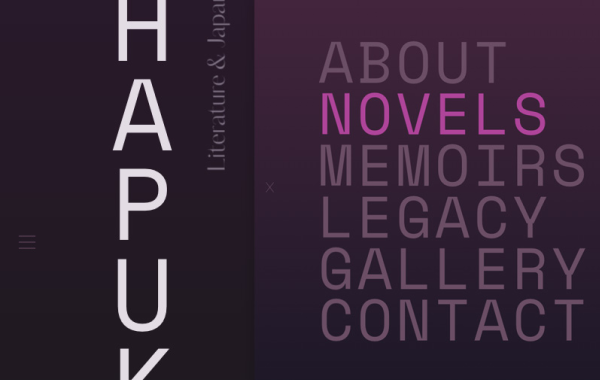 HAPUK
Literature & Japa
x
ABOUT
NOVELS
MEMOIRS
LEGACY
GALLERY
CONTACT